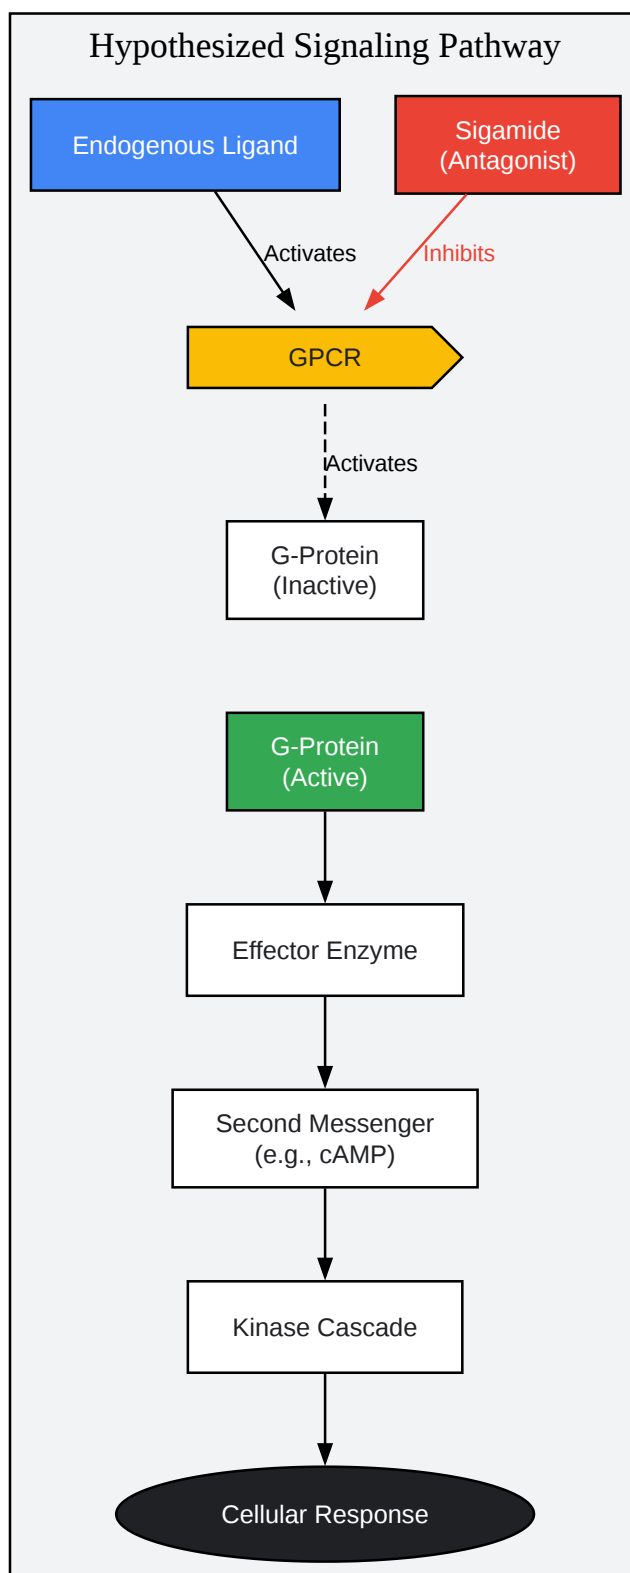 Hypothesized Signaling Pathway
Endogenous Ligand
Sigamide
(Antagonist)
Activates
Inhibits
GPCR
Activates
G-Protein
(Inactive)
G-Protein
(Active)
Effector Enzyme
Second Messenger
(e.g., cAMP)
Kinase Cascade
Cellular Response